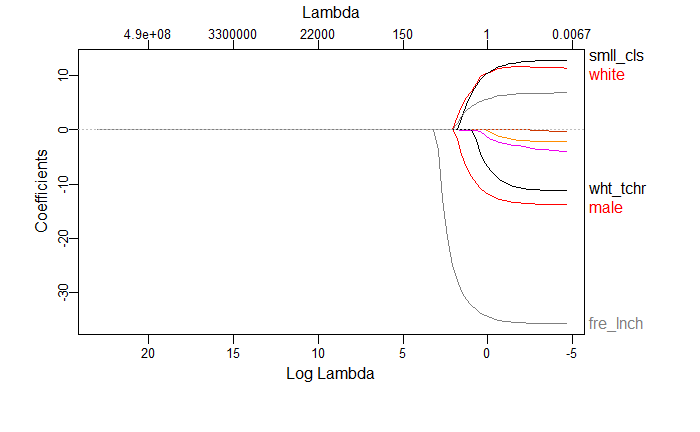 Lambda
4.9e+08 3300000 22000 150 1 0.0067
smll_cls
white
wht_tchr
male
fre_lnch
10
0
-10
-20
-30
Coefficients
20 15 10 5 0 -5
Log Lambda